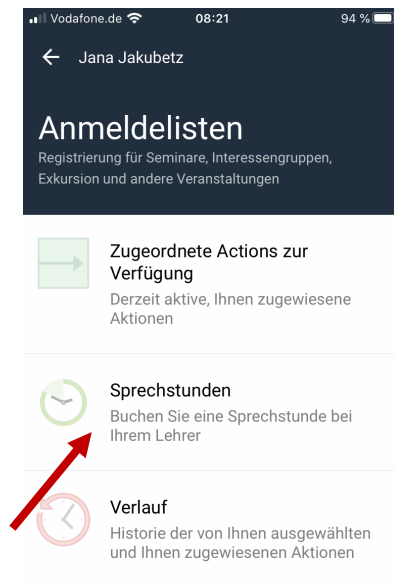 Vodafone.de 08:21 94 %
Jana Jakubetz
Anmeldelisten
Registrierung für Seminare, Interessengruppen,
Exkursion und andere Veranstaltungen
Zugeordnete Actions zur
Verfügung
Derzeit aktive, Ihnen zugewiesene
Aktionen
Sprechstunden
Buchen Sie eine Sprechstunde bei
Ihrem Lehrer
Verlauf
Historie der von Ihnen ausgewählten
und Ihnen zugewiesenen Aktionen